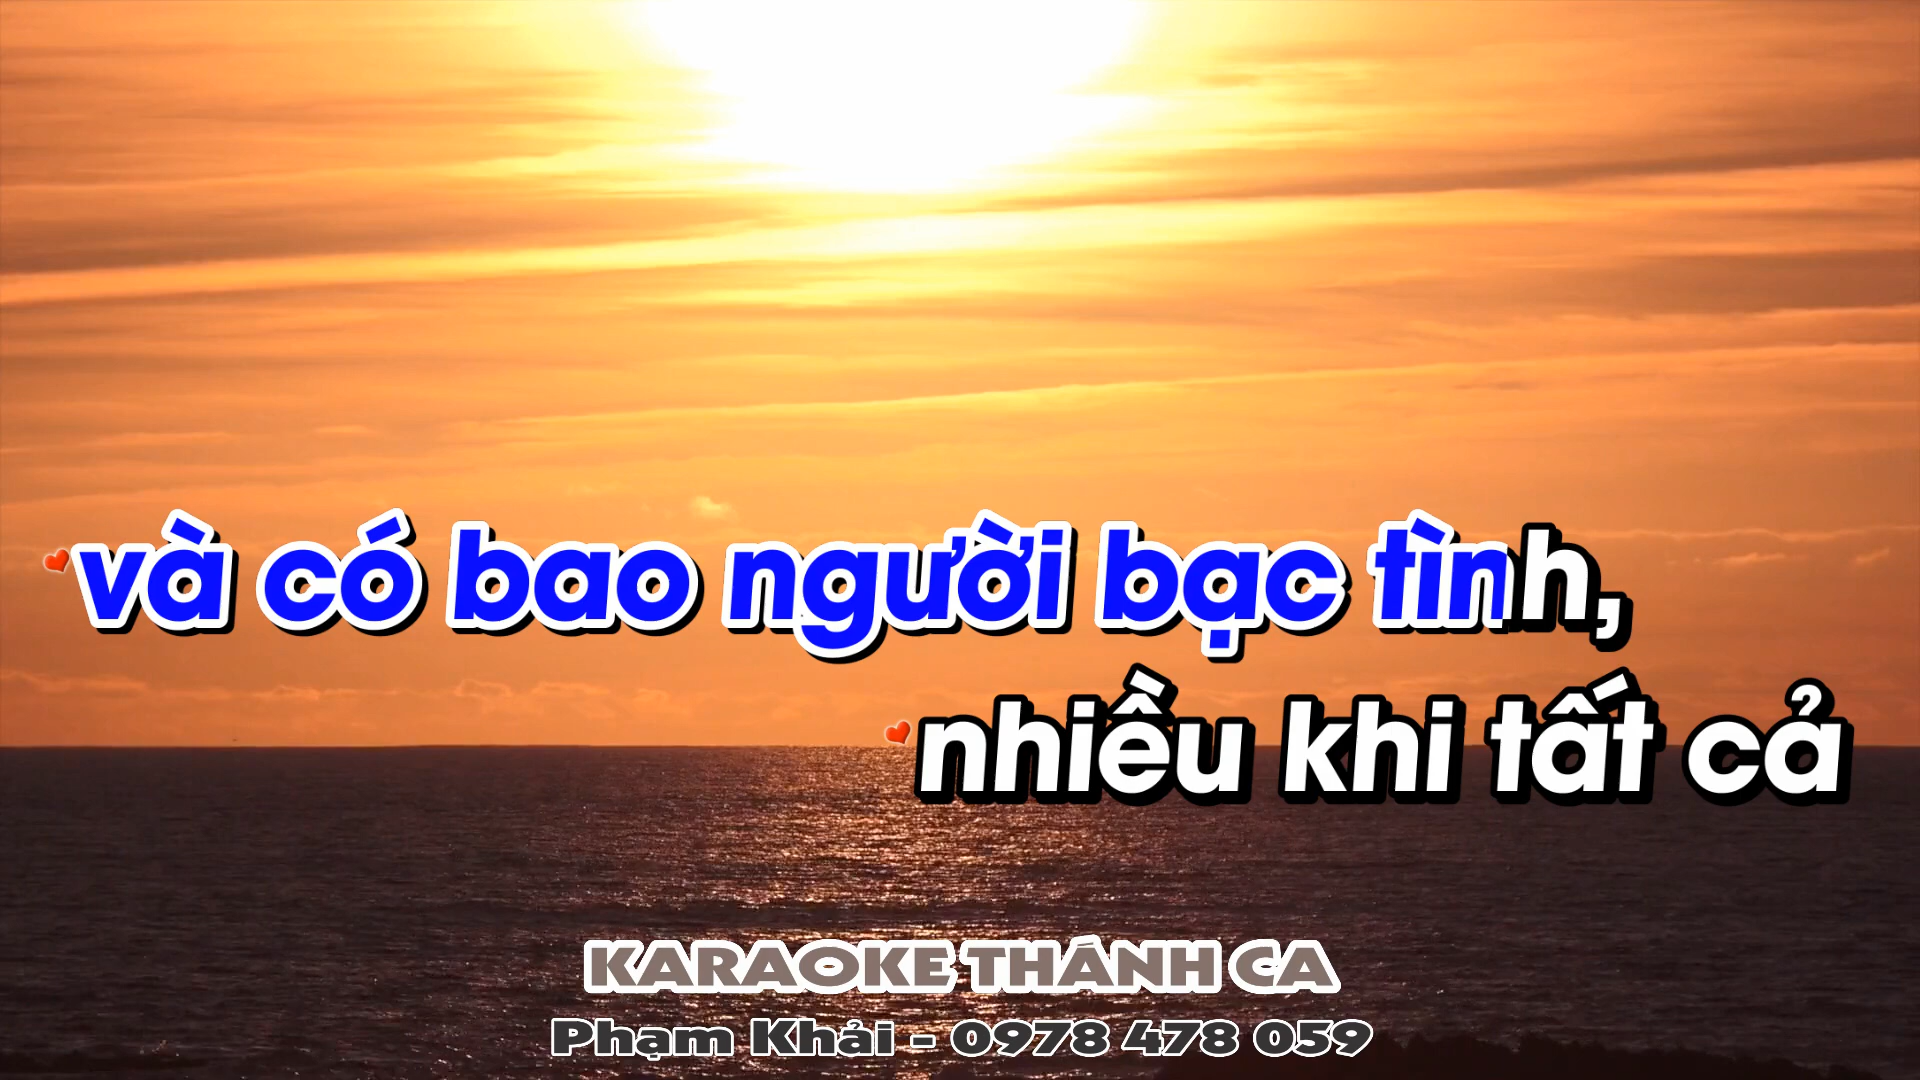 và có bao người bạc tình,
nhiều khi tất cả
KARAOKE THÁNH CA
Phạm Khải - 0978 478 059